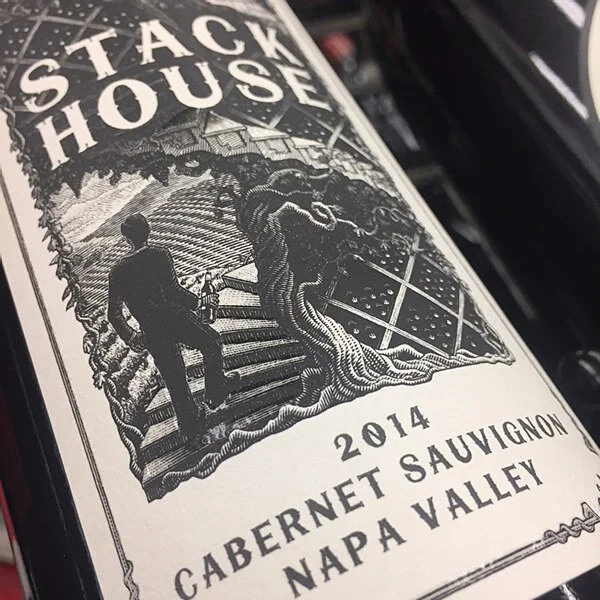 STACK
HOUSE
2014
CABERNET SAUVIGNON
NAPA VALLEY